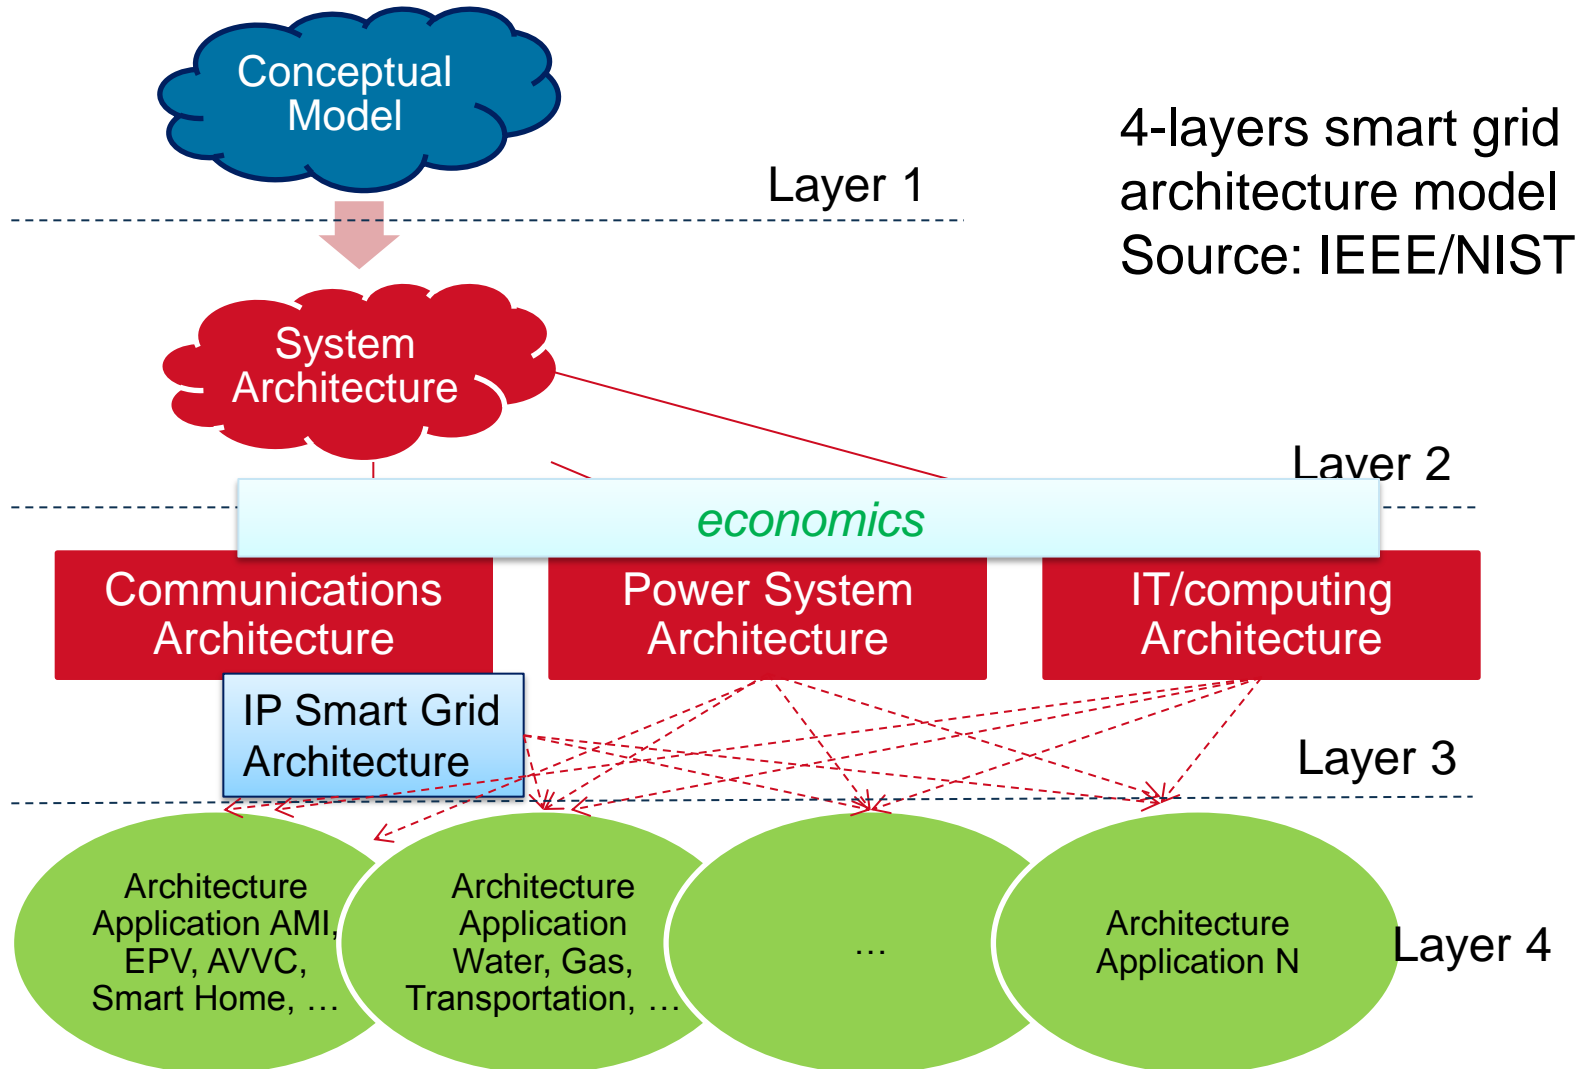 Conceptual
Model
4-layers smart grid
architecture model
Source: IEEE/NIST
Layer 1
System
Architecture
Layer 2
economics
Communications
Architecture
Power System
Architecture
IT/computing
Architecture
IP Smart Grid
Architecture
Layer 3
Architecture
Application AMI,
EPV, AVVC,
Smart Home, …
Architecture
Application
Water, Gas,
Transportation, …
…
Architecture
Application N
Layer 4